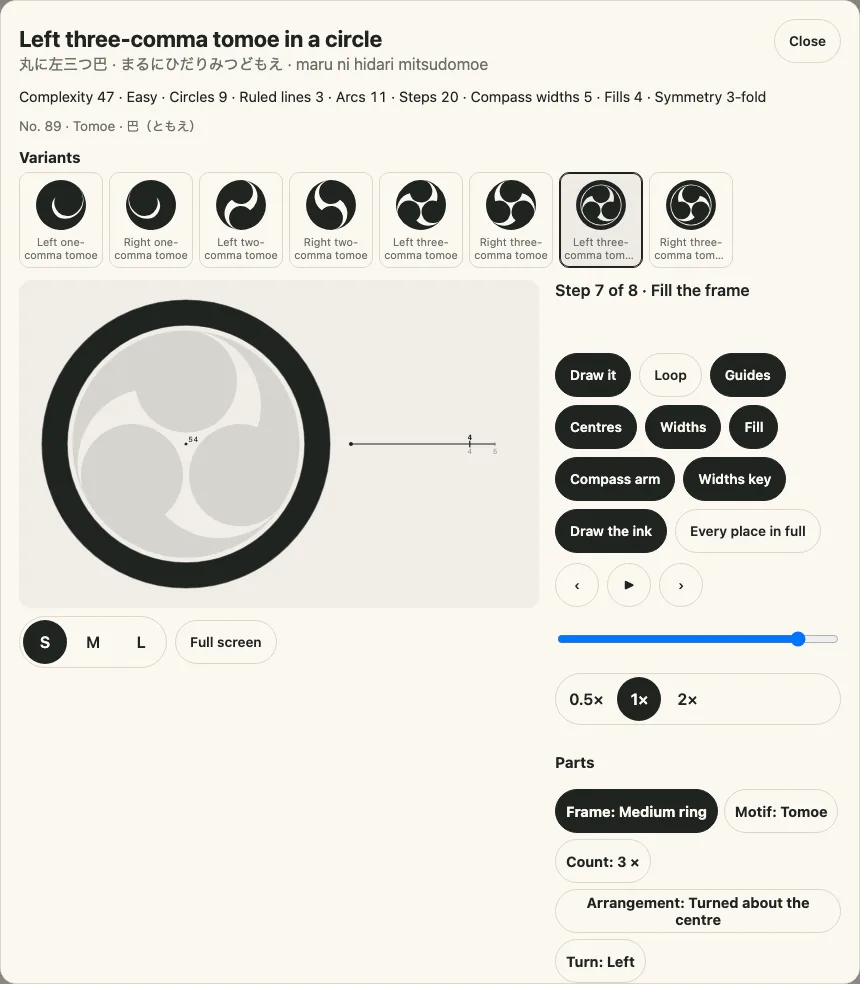 Left three-comma tomoe in a circle
Close
丸に左三つ巴 · まるにひだりみつどもえ · maru ni hidari mitsudomoe
Complexity 47 · Easy · Circles 9 · Ruled lines 3 · Arcs 11 · Steps 20 · Compass widths 5 · Fills 4 · Symmetry 3-fold
No. 89 · Tomoe · 巴（ともえ）
Variants
Left one-
comma tomoe
Right one-
comma tomoe
Left two-
comma tomoe
Right two-
comma tomoe
Left three-
comma tomoe
Right three-
comma tomoe
Left three-
comma tom...
Right three-
comma tom...
Step 7 of 8 · Fill the frame
54
4
4
5
Draw it
Loop
Guides
Centres
Widths
Fill
Compass arm
Widths key
Draw the ink
Every place in full
‹
▶
›
S
M
L
Full screen
0.5×
1×
2×
Parts
Frame: Medium ring
Motif: Tomoe
Count: 3 ×
Arrangement: Turned about the
centre
Turn: Left